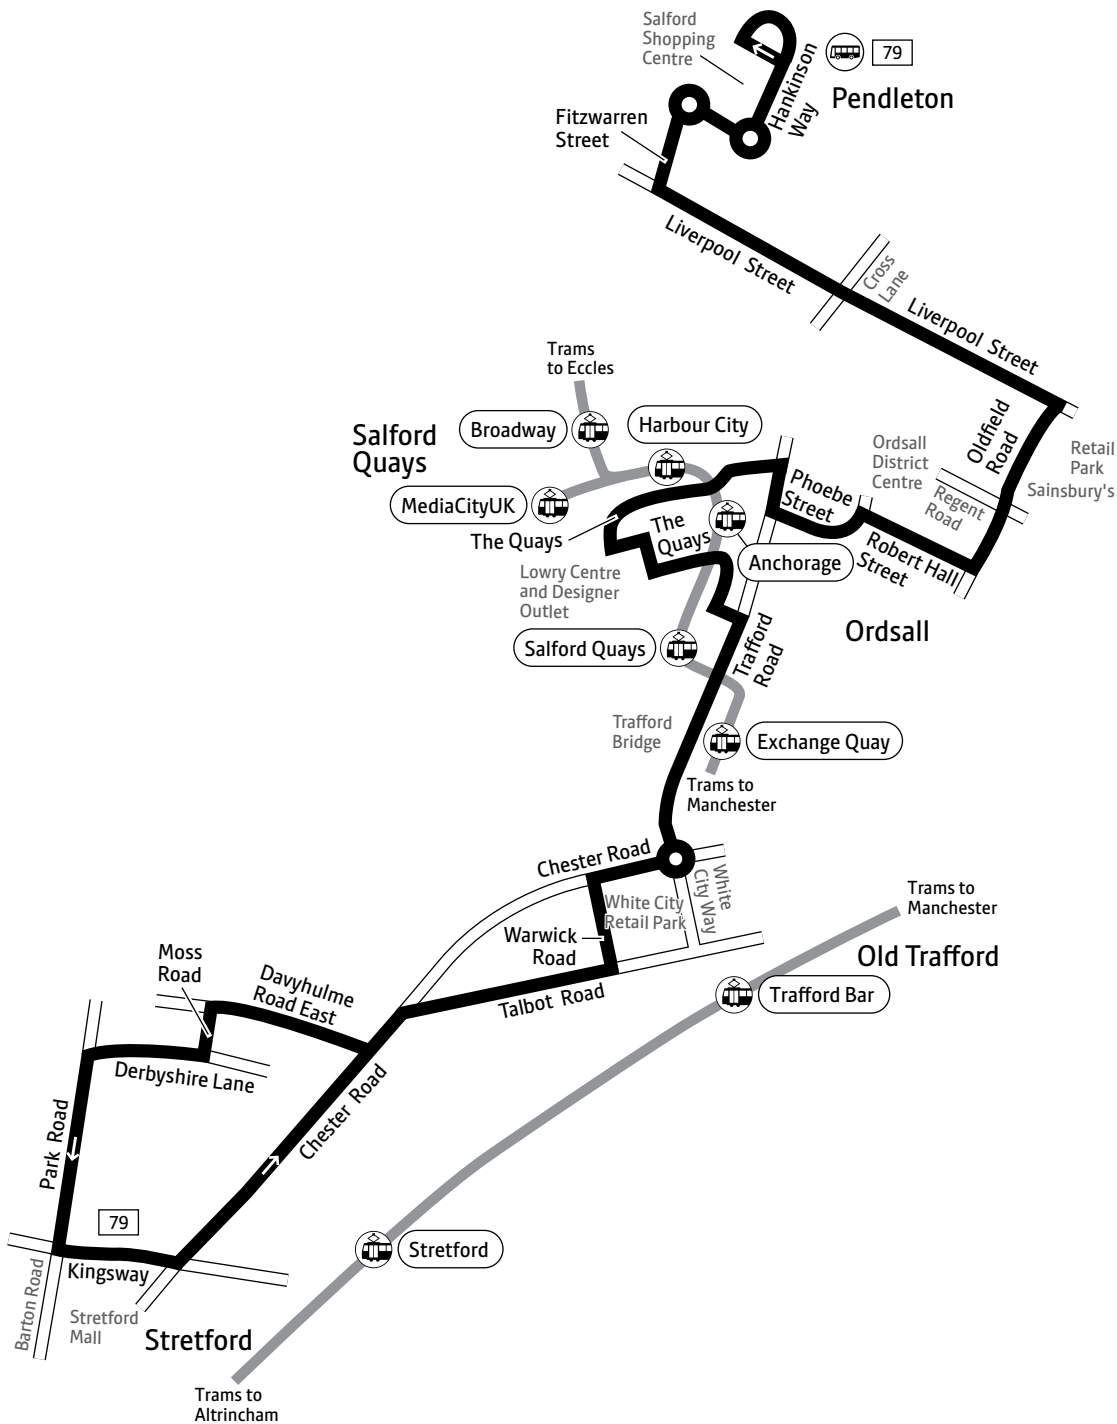 Salford
Shopping
Centre
79
Pendleton
Hankinson
Way
Fitzwarren
Street
Liverpool Street
Cross
Lane
Liverpool Street
Trams
to Eccles
Salford
Quays
Broadway
Harbour City
Oldfield
Road
Ordsall
District
Centre
Retail
Park
Sainsbury's
MediaCityUK
Phoebe
Street
Regent
Road
The Quays
The
Quays
Anchorage
Robert Hall
Street
Lowry Centre
and Designer
Outlet
Ordsall
Salford Quays
Trafford
Road
Trafford
Bridge
Exchange Quay
Trams to
Manchester
Chester Road
White
City Way
White City
Retail Park
Trams to
Manchester
Warwick
Road
Old Trafford
Moss
Road
Davyhulme
Road East
Talbot Road
Trafford Bar
Derbyshire Lane
Chester Road
Park Road
79
Stretford
Kingsway
Barton Road
Stretford
Mall
Stretford
Trams to
Altrincham